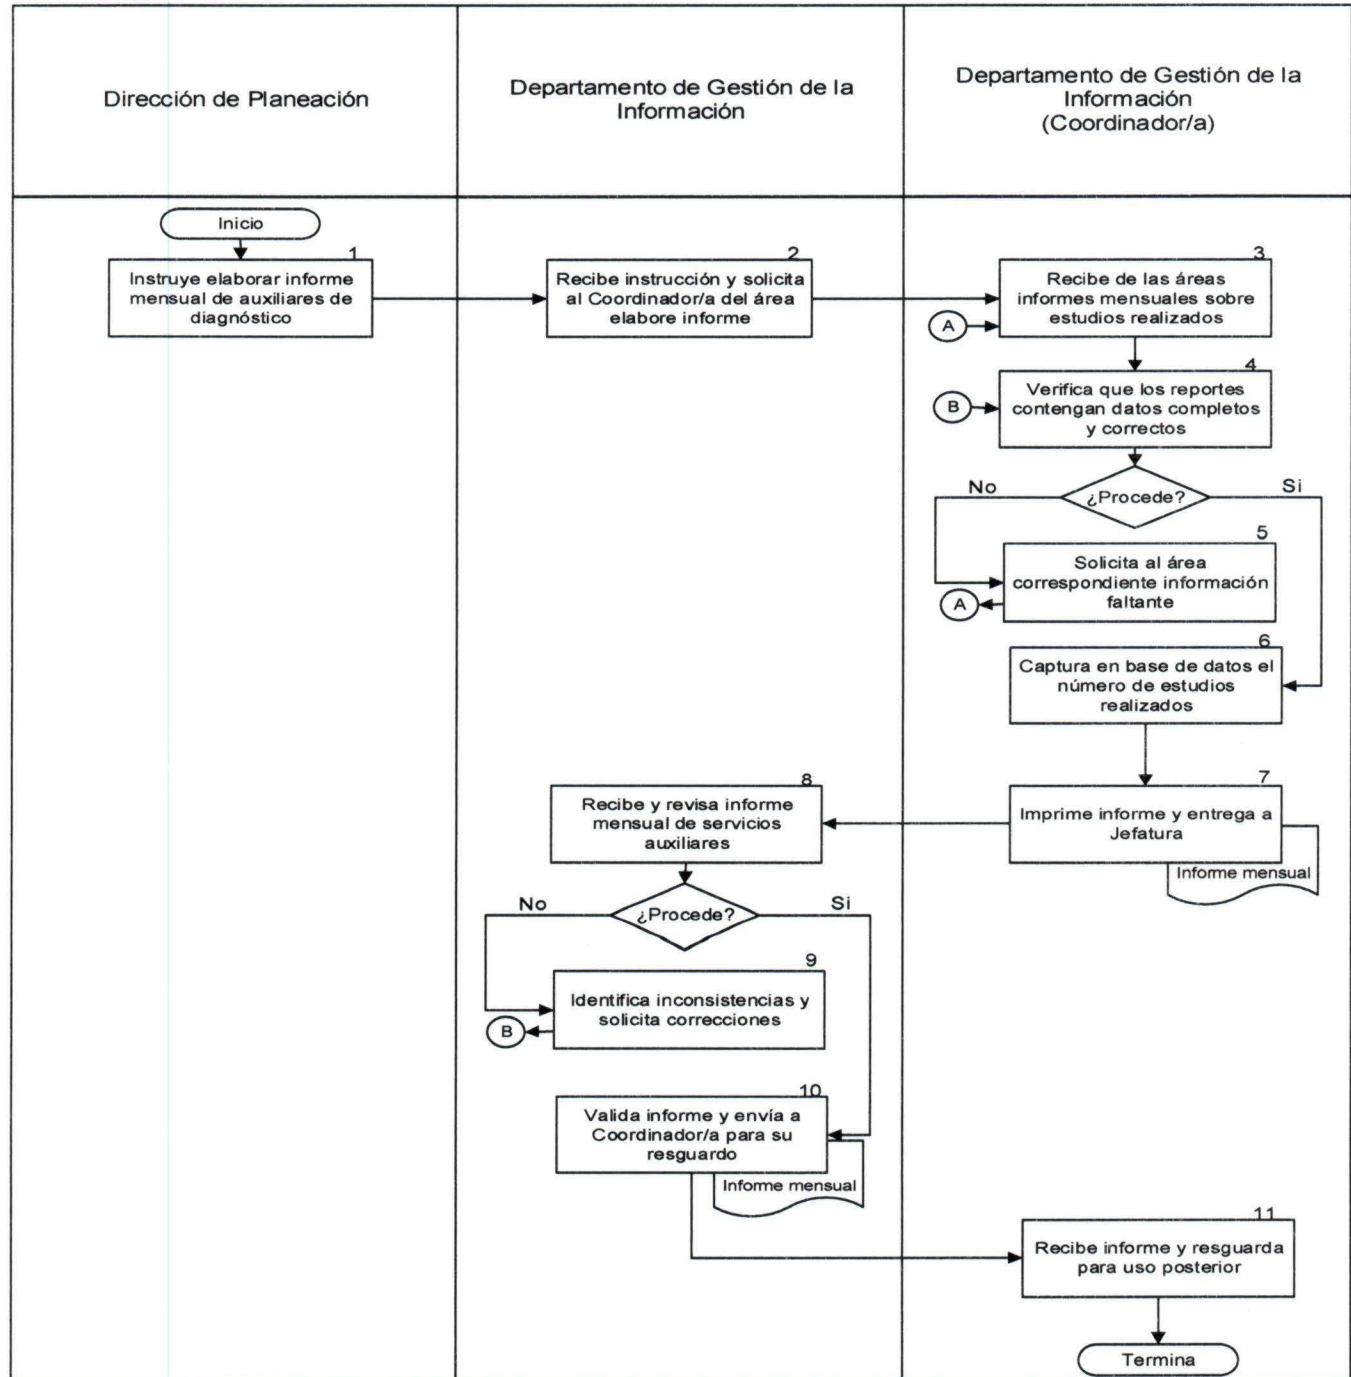 Dirección de Planeación
Departamento de Gestión de la
Información
Departamento de Gestión de la
Información
(Coordinador/a)
Inicio
1
Instruye elaborar informe
mensual de auxiliares de
diagnóstico
2
Recibe instrucción y solicita
al Coordinador/a del área
elabore informe
3
Recibe de las áreas
informes mensuales sobre
estudios realizados
A
4
Verifica que los reportes
contengan datos completos
y correctos
B
No
¿Procede?
Si
5
Solicita al área
correspondiente información
faltante
A
6
Captura en base de datos el
número de estudios
realizados
7
Imprime informe y entrega a
Jefatura
Informe mensual
8
Recibe y revisa informe
mensual de servicios
auxiliares
No
¿Procede?
Si
9
Identifica inconsistencias y
solicita correcciones
B
10
Valida informe y envía a
Coordinador/a para su
resguardo
Informe mensual
11
Recibe informe y resguarda
para uso posterior
Termina